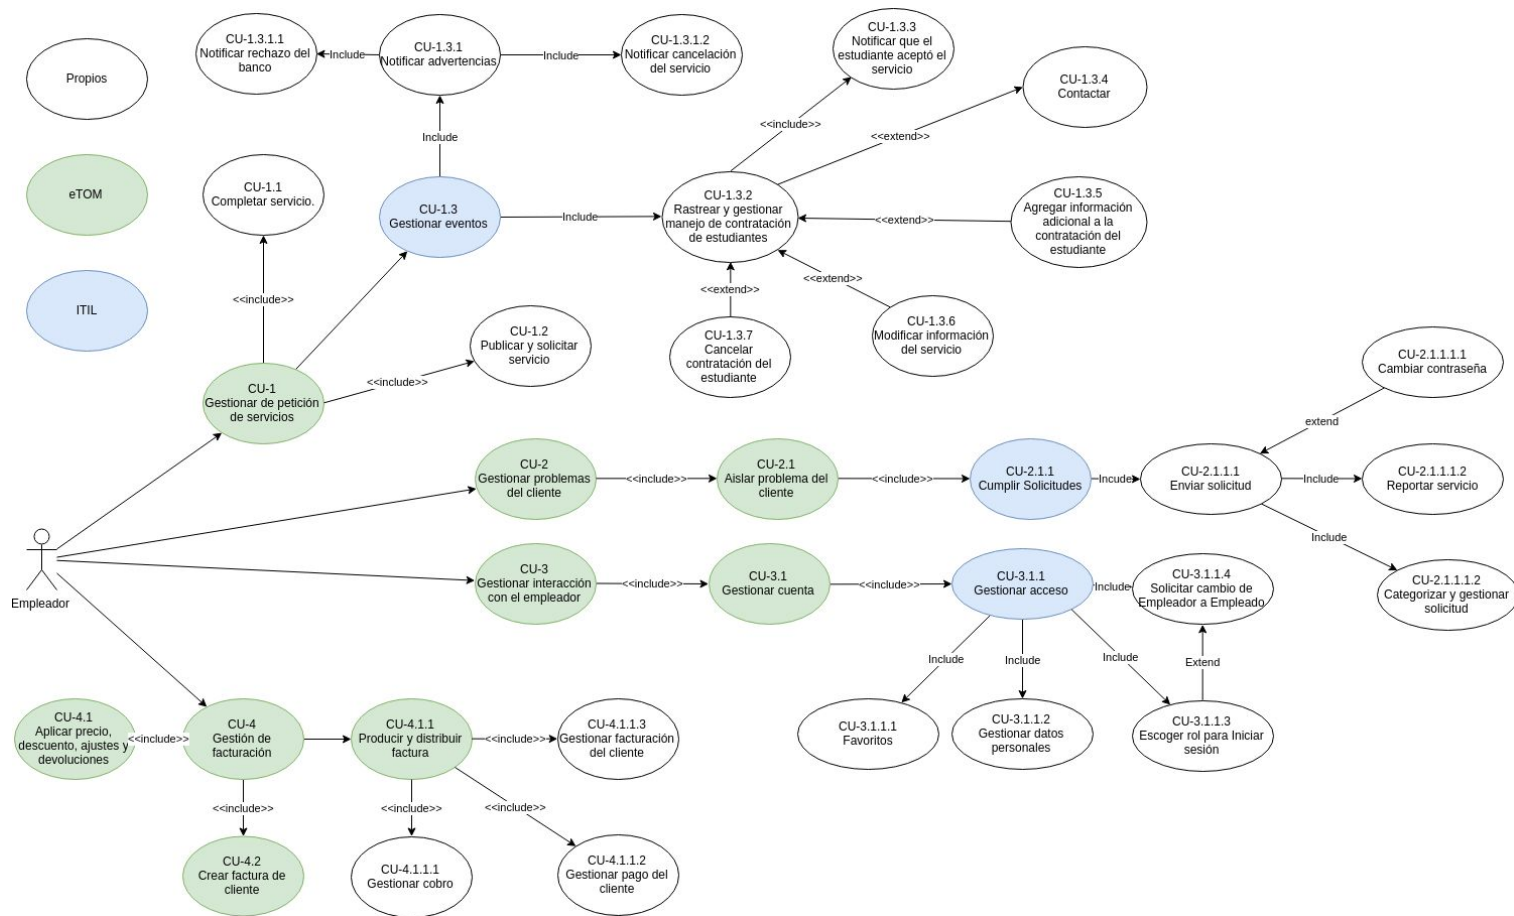 Propios
eTOM
ITIL
CU-1.3.1.1
Notificar rechazo del
banco
Include
CU-1.3.1
Notificar advertencias
Include
CU-1.3.1.2
Notificar cancelación
del servicio
CU-1.3.3
Notificar que el
estudiante aceptó el
servicio
CU-1.3.4
Contactar
<<include>>
<<extend>>
Include
CU-1.1
Completar servicio.
CU-1.3
Gestionar eventos
Include
CU-1.3.2
Rastrear y gestionar
manejo de contratación
de estudiantes
<<extend>>
CU-1.3.5
Agregar información
adicional a la
contratación del
estudiante
<<include>>
<<extend>>
<<extend>>
CU-1.2
Publicar y solicitar
servicio
CU-1.3.7
Cancelar
contratación del
estudiante
CU-1.3.6
Modificar información
del servicio
CU-1
Gestionar de petición
de servicios
<<include>>
CU-2.1.1.1.1
Cambiar contraseña
extend
CU-2
Gestionar problemas
del cliente
<<include>>
CU-2.1
Aislar problema del
cliente
<<include>>
CU-2.1.1
Cumplir Solicitudes
Incude
CU-2.1.1.1
Enviar solicitud
Include
CU-2.1.1.1.2
Reportar servicio
Include
CU-2.1.1.1.2
Categorizar y gestionar
solicitud
Empleador
CU-3
Gestionar interacción
con el empleador
<<include>>
CU-3.1
Gestionar cuenta
<<include>>
CU-3.1.1
Gestionar acceso
Include
CU-3.1.1.4
Solicitar cambio de
Empleador a Empleado
Include
Include
Include
Extend
CU-3.1.1.1
Favoritos
CU-3.1.1.2
Gestionar datos
personales
CU-3.1.1.3
Escoger rol para Iniciar
sesión
CU-4.1
Aplicar precio,
descuento, ajustes y
devoluciones
<<include>>
CU-4
Gestión de
facturación
CU-4.1.1
Producir y distribuir
factura
<<include>>
CU-4.1.1.3
Gestionar facturación
del cliente
<<include>>
<<include>>
<<include>>
CU-4.2
Crear factura de
cliente
CU-4.1.1.1
Gestionar cobro
CU-4.1.1.2
Gestionar pago del
cliente